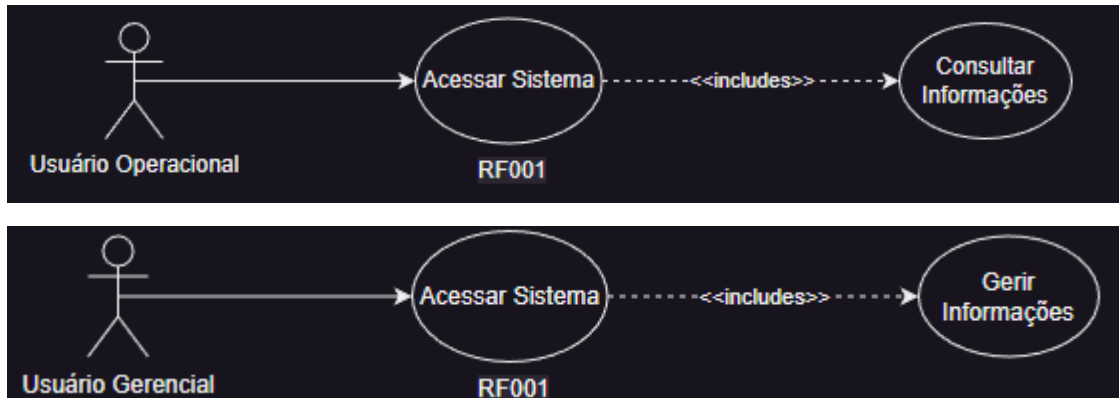 Acessar Sistema
<<includes>>
Consultar
Informações
Usuário Operacional
RF001
Acessar Sistema
<<includes>>
Gerir
Informações
Usuário Gerencial
RF001